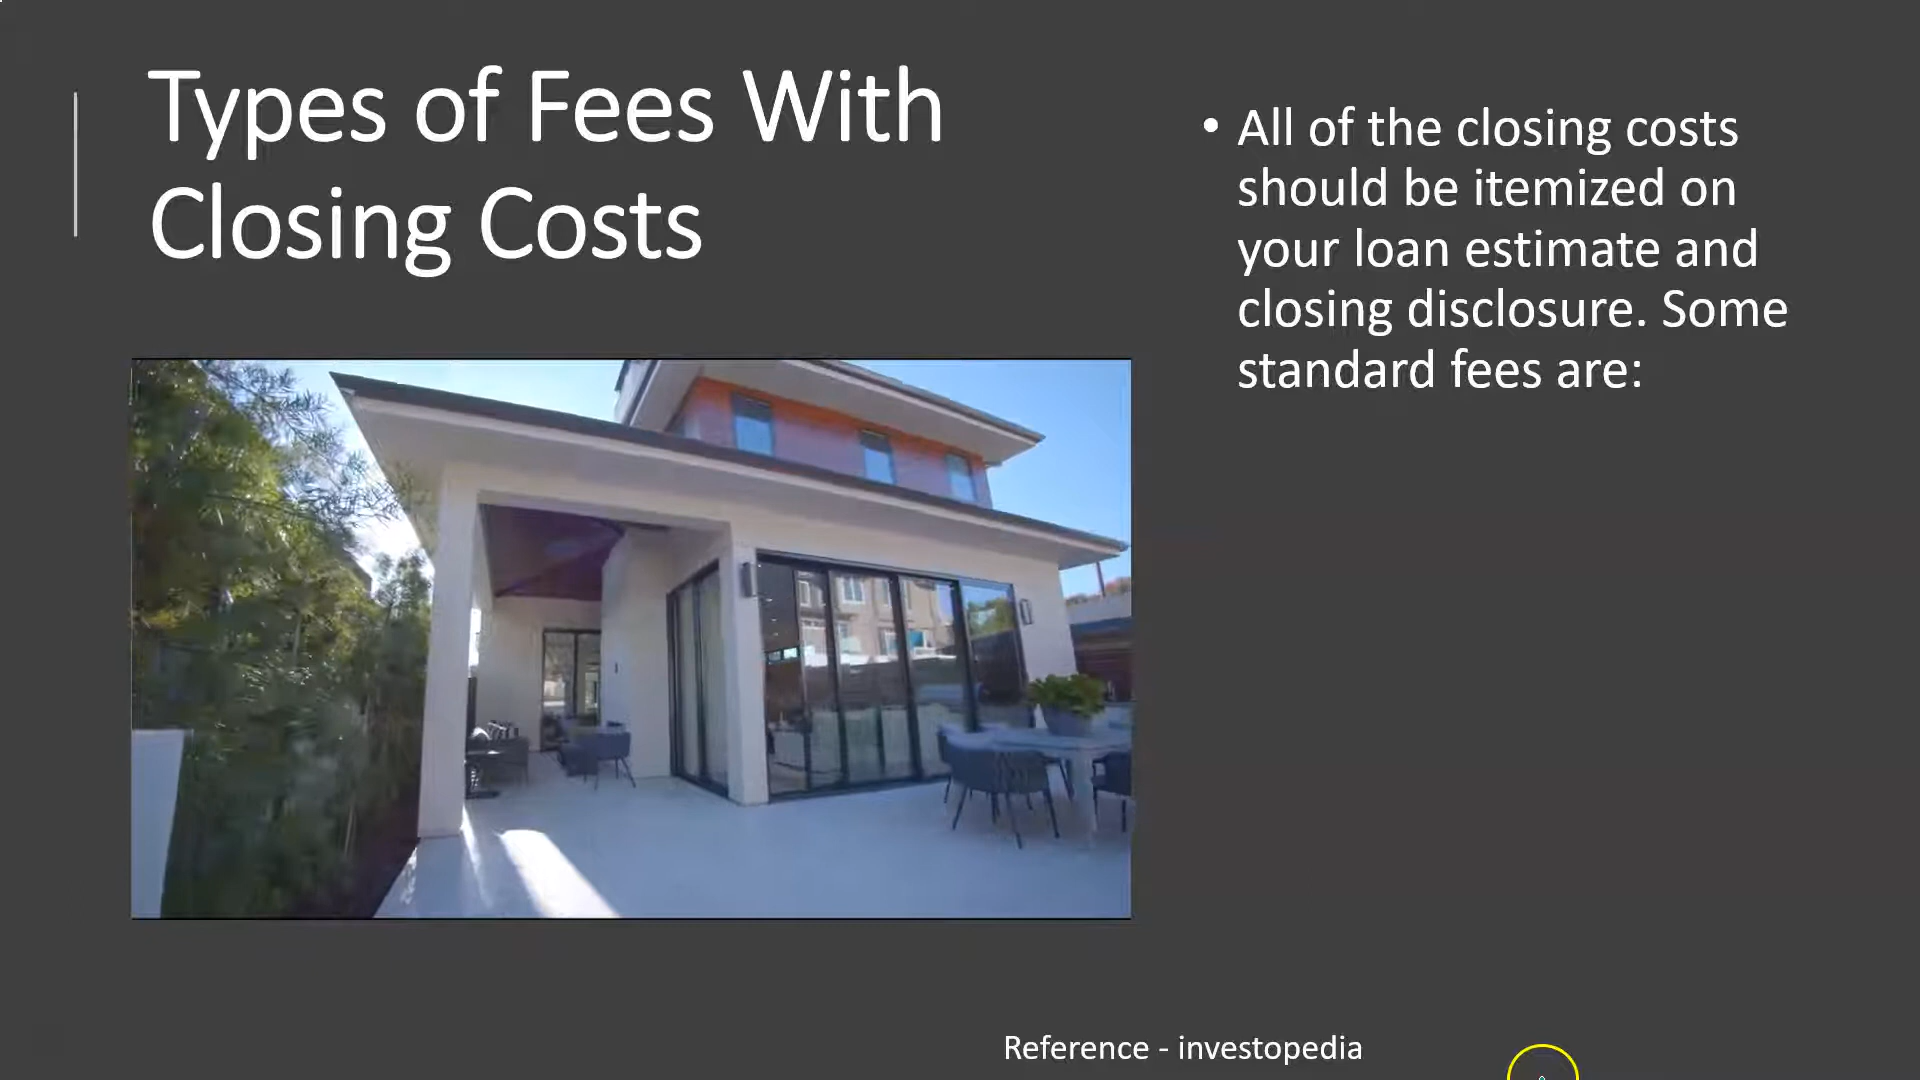 Types of Fees With
Closing Costs
• All of the closing costs
should be itemized on
your loan estimate and
closing disclosure. Some
standard fees are:
Reference - investopedia